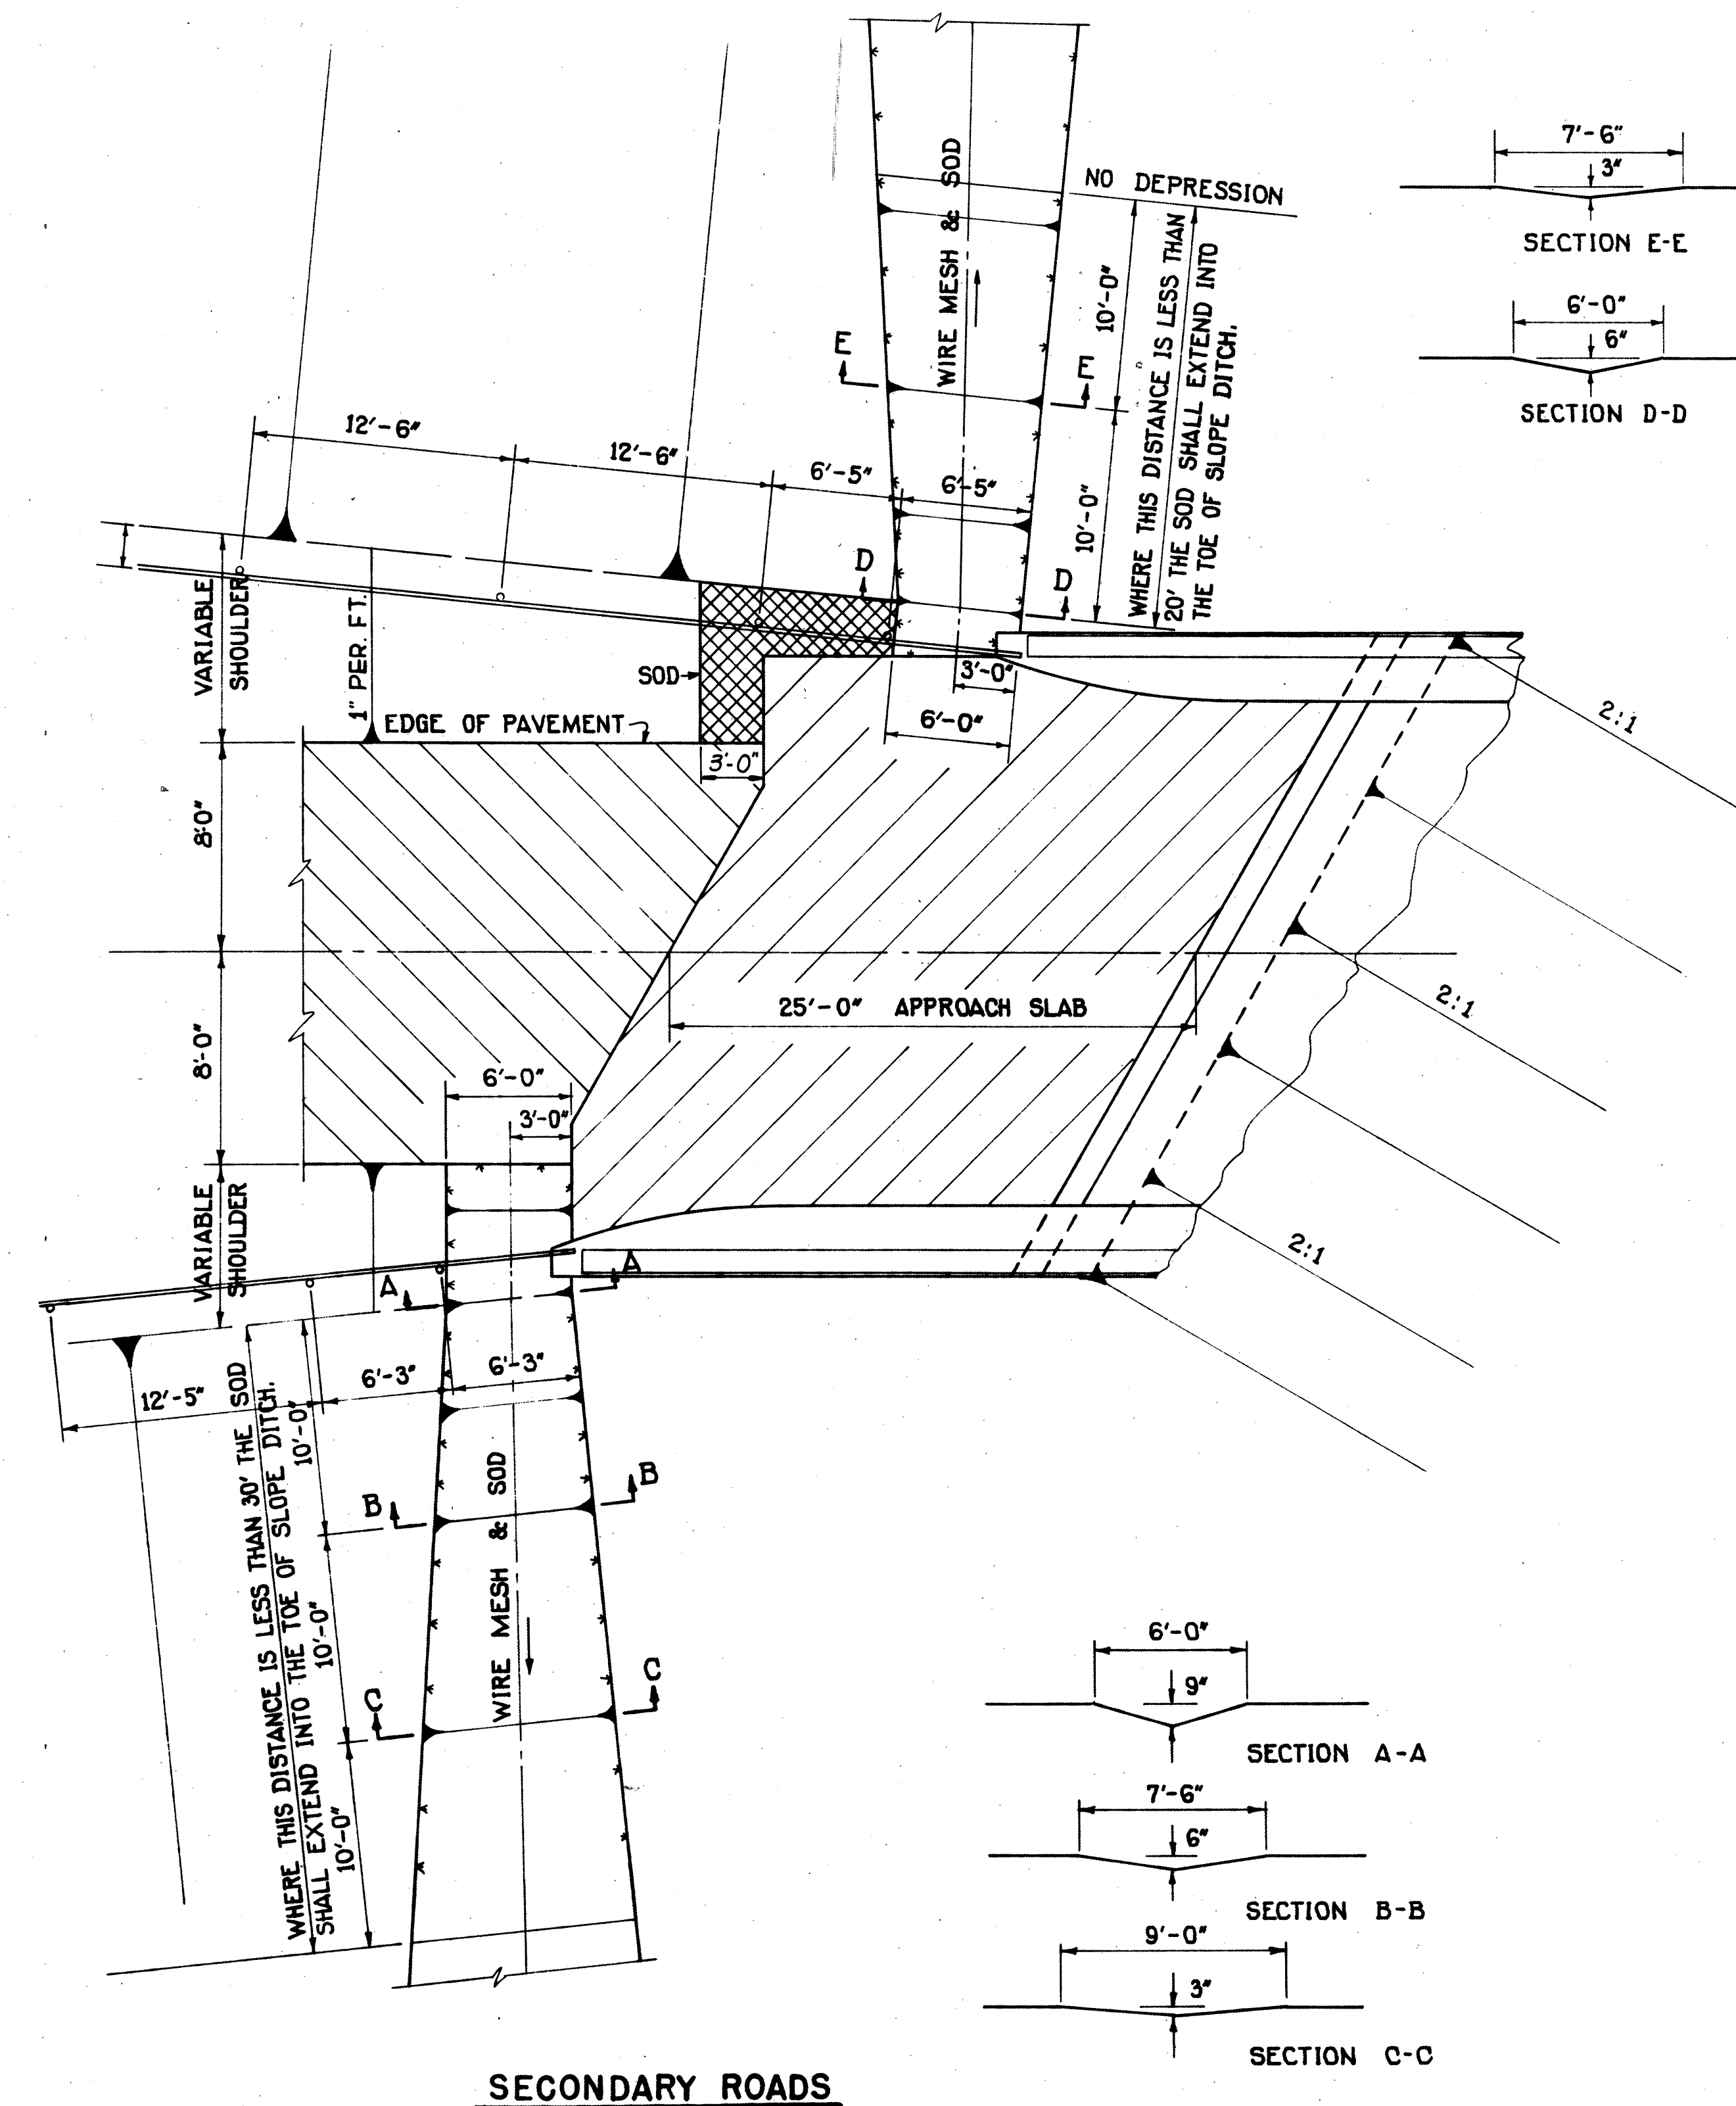 7'-6"
3"
SECTION E-E
6'-0"
6"
SECTION D-D
NO DEPRESSION
WIRE MESH & SOD
10'-0"
10'-0"
WHERE THIS DISTANCE IS LESS THAN
20' THE SOD SHALL EXTEND INTO
THE TOE OF SLOPE DITCH.
E
E
12'-6"
12'-6"
6'-5"
6'-5"
D
D
VARIABLE
SHOULDER
1" PER. FT.
SOD
EDGE OF PAVEMENT
3'-0"
3'-0"
6'-0"
2:1
8'-0"
25'-0" APPROACH SLAB
2:1
8'-0"
6'-0"
3'-0"
VARIABLE
SHOULDER
2:1
A
A
12'-5"
6'-3"
6'-3"
WHERE THIS DISTANCE IS LESS THAN 30' THE SOD
SHALL EXTEND INTO THE TOE OF SLOPE DITCH.
10'-0"
10'-0"
10'-0"
B
B
WIRE MESH & SOD
C
C
6'-0"
9"
SECTION A-A
7'-6"
6"
SECTION B-B
9'-0"
3"
SECTION C-C
SECONDARY ROADS